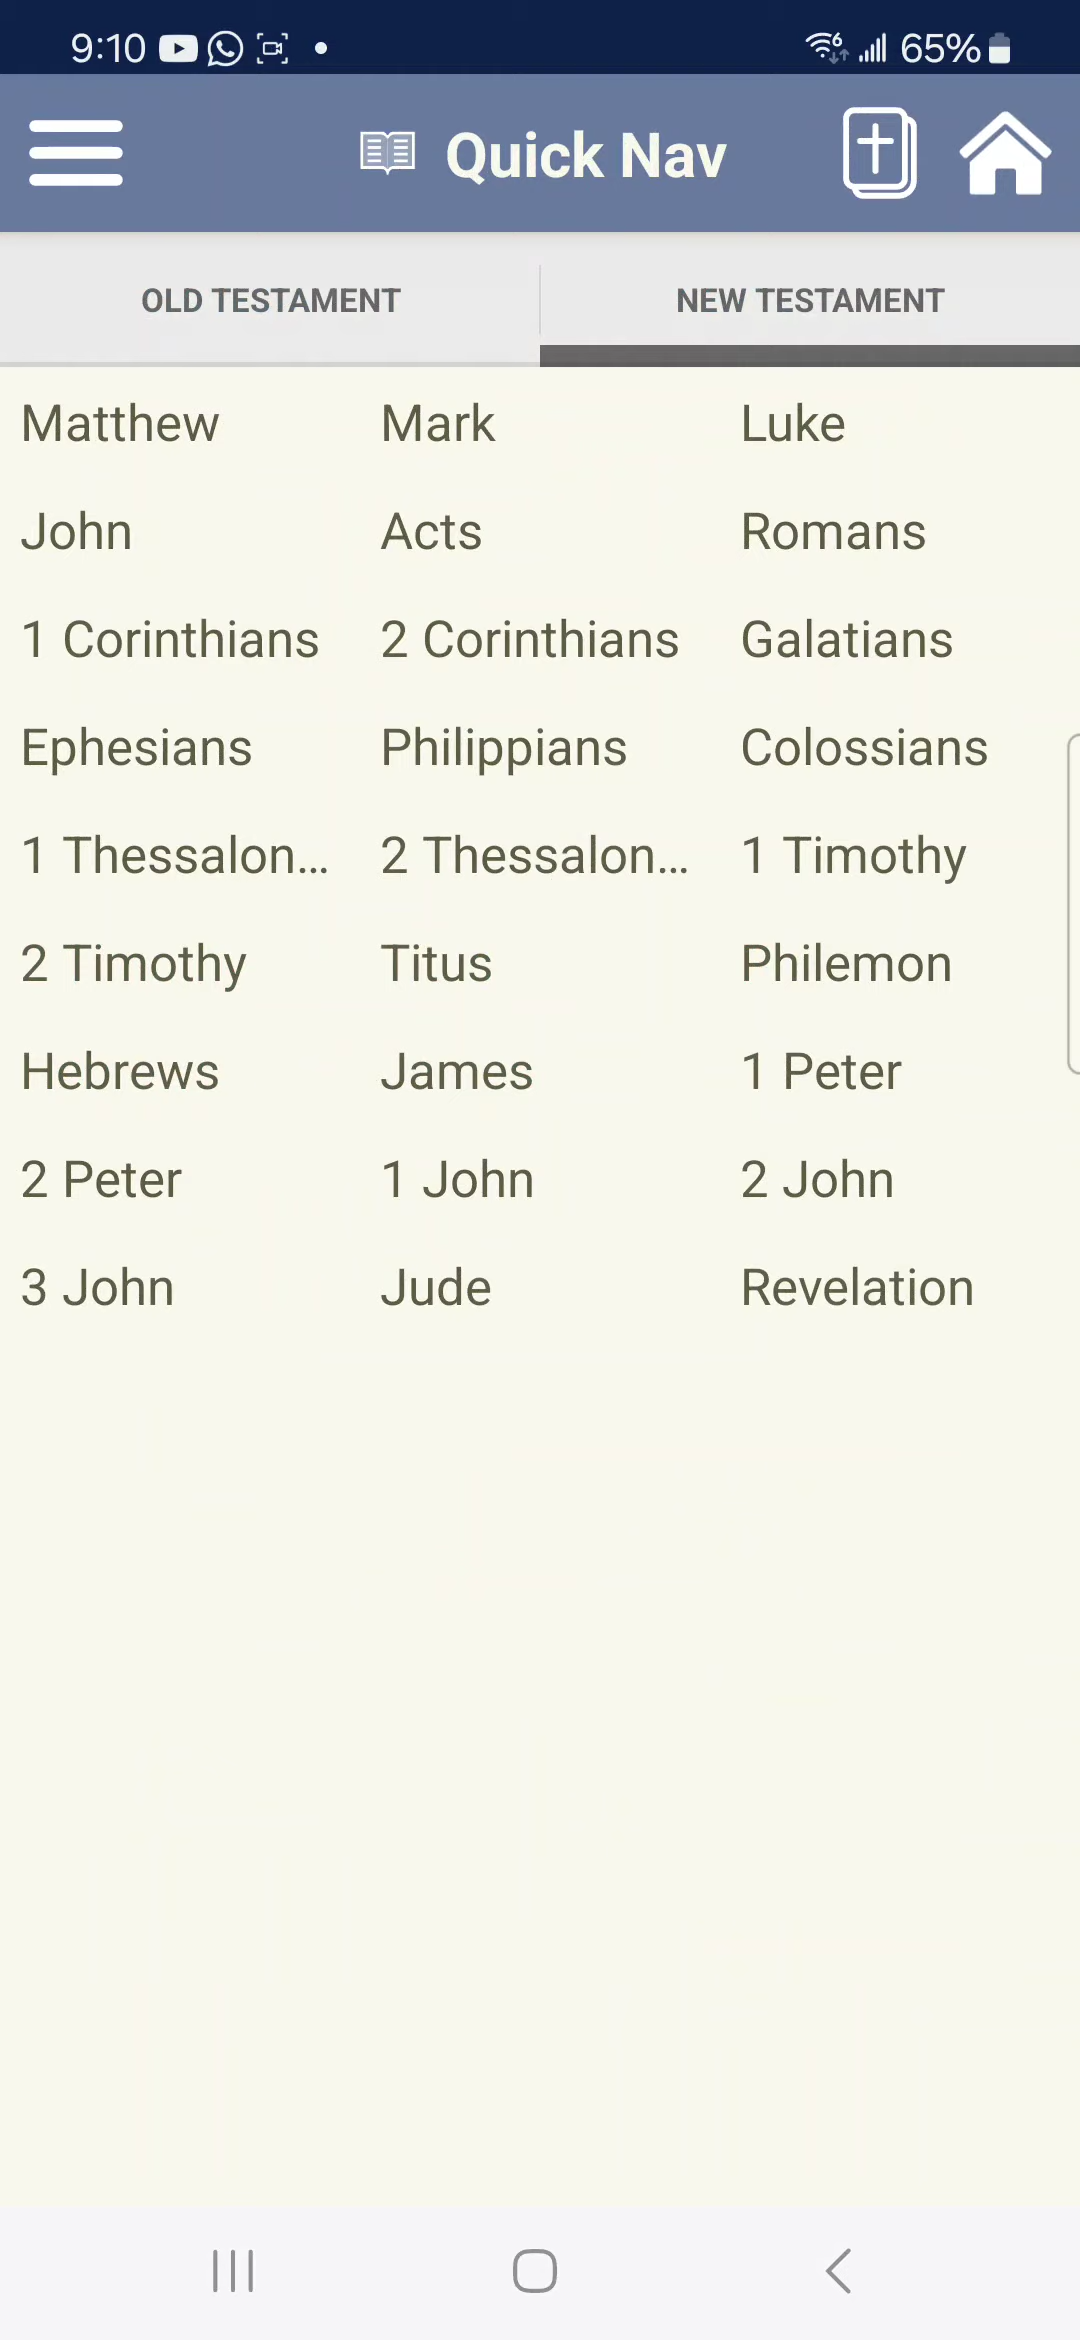 9:10 65%
Quick Nav
OLD TESTAMENT NEW TESTAMENT
Matthew Mark Luke
John Acts Romans
1 Corinthians 2 Corinthians Galatians
Ephesians Philippians Colossians
1 Thessalon... 2 Thessalon... 1 Timothy
2 Timothy Titus Philemon
Hebrews James 1 Peter
2 Peter 1 John 2 John
3 John Jude Revelation